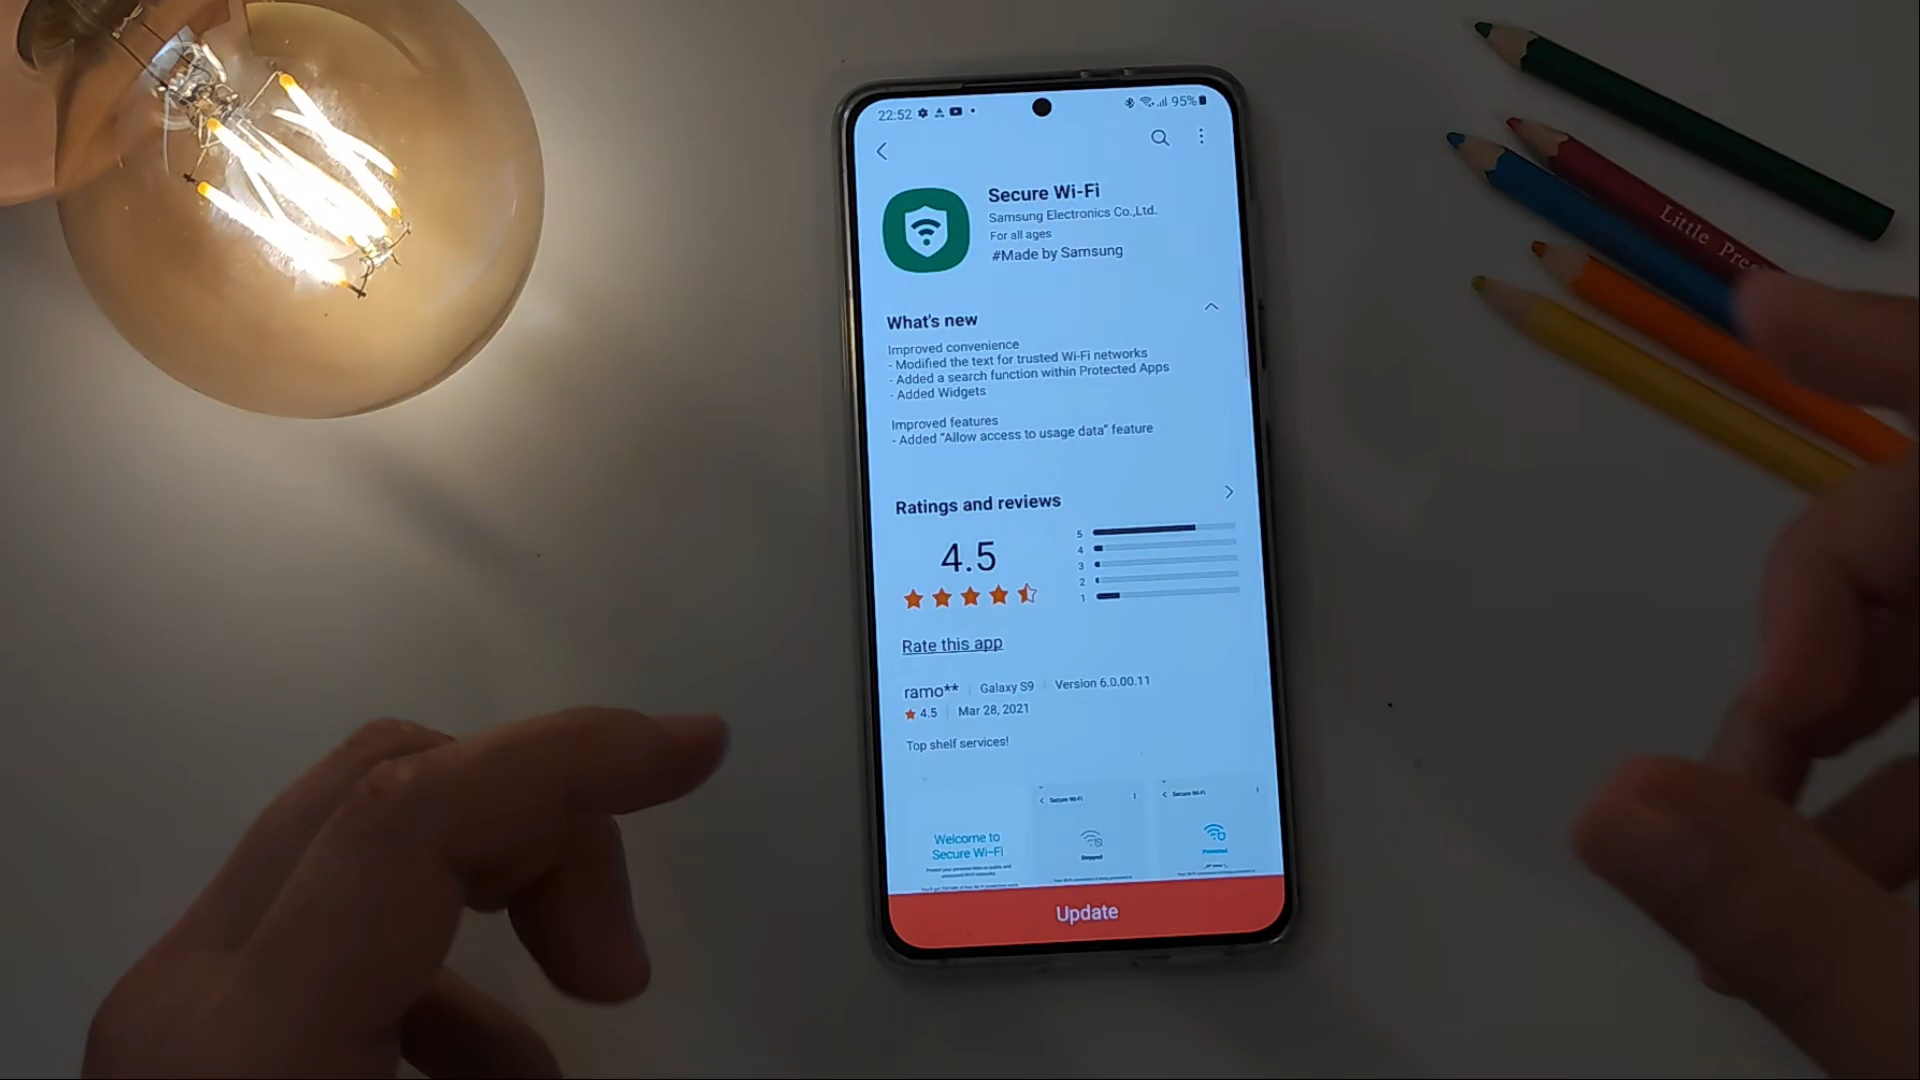 22:52
95%
Secure Wi-Fi
Samsung Electronics Co.,Ltd.
For all ages
#Made by Samsung
What's new
Improved convenience
- Modified the text for trusted Wi-Fi networks
- Added a search function within Protected Apps
- Added Widgets
Improved features
- Added "Allow access to usage data" feature
Ratings and reviews
4.5
5
4
3
2
1
Rate this app
ramo** Galaxy S9 Version 6.0.00.11
4.5 Mar 28, 2021
Top shelf services!
Welcome to
Secure Wi-Fi
Secure Wi-Fi
Stopped
Secure Wi-Fi
Protected
Update
Little